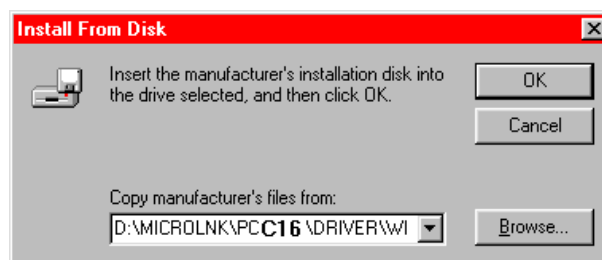 Install From Disk
Insert the manufacturer's installation disk into
the drive selected, and then click OK.
OK
Cancel
Copy manufacturer's files from:
D:\MICROLNK\PCC16 \DRIVER\WI
Browse...